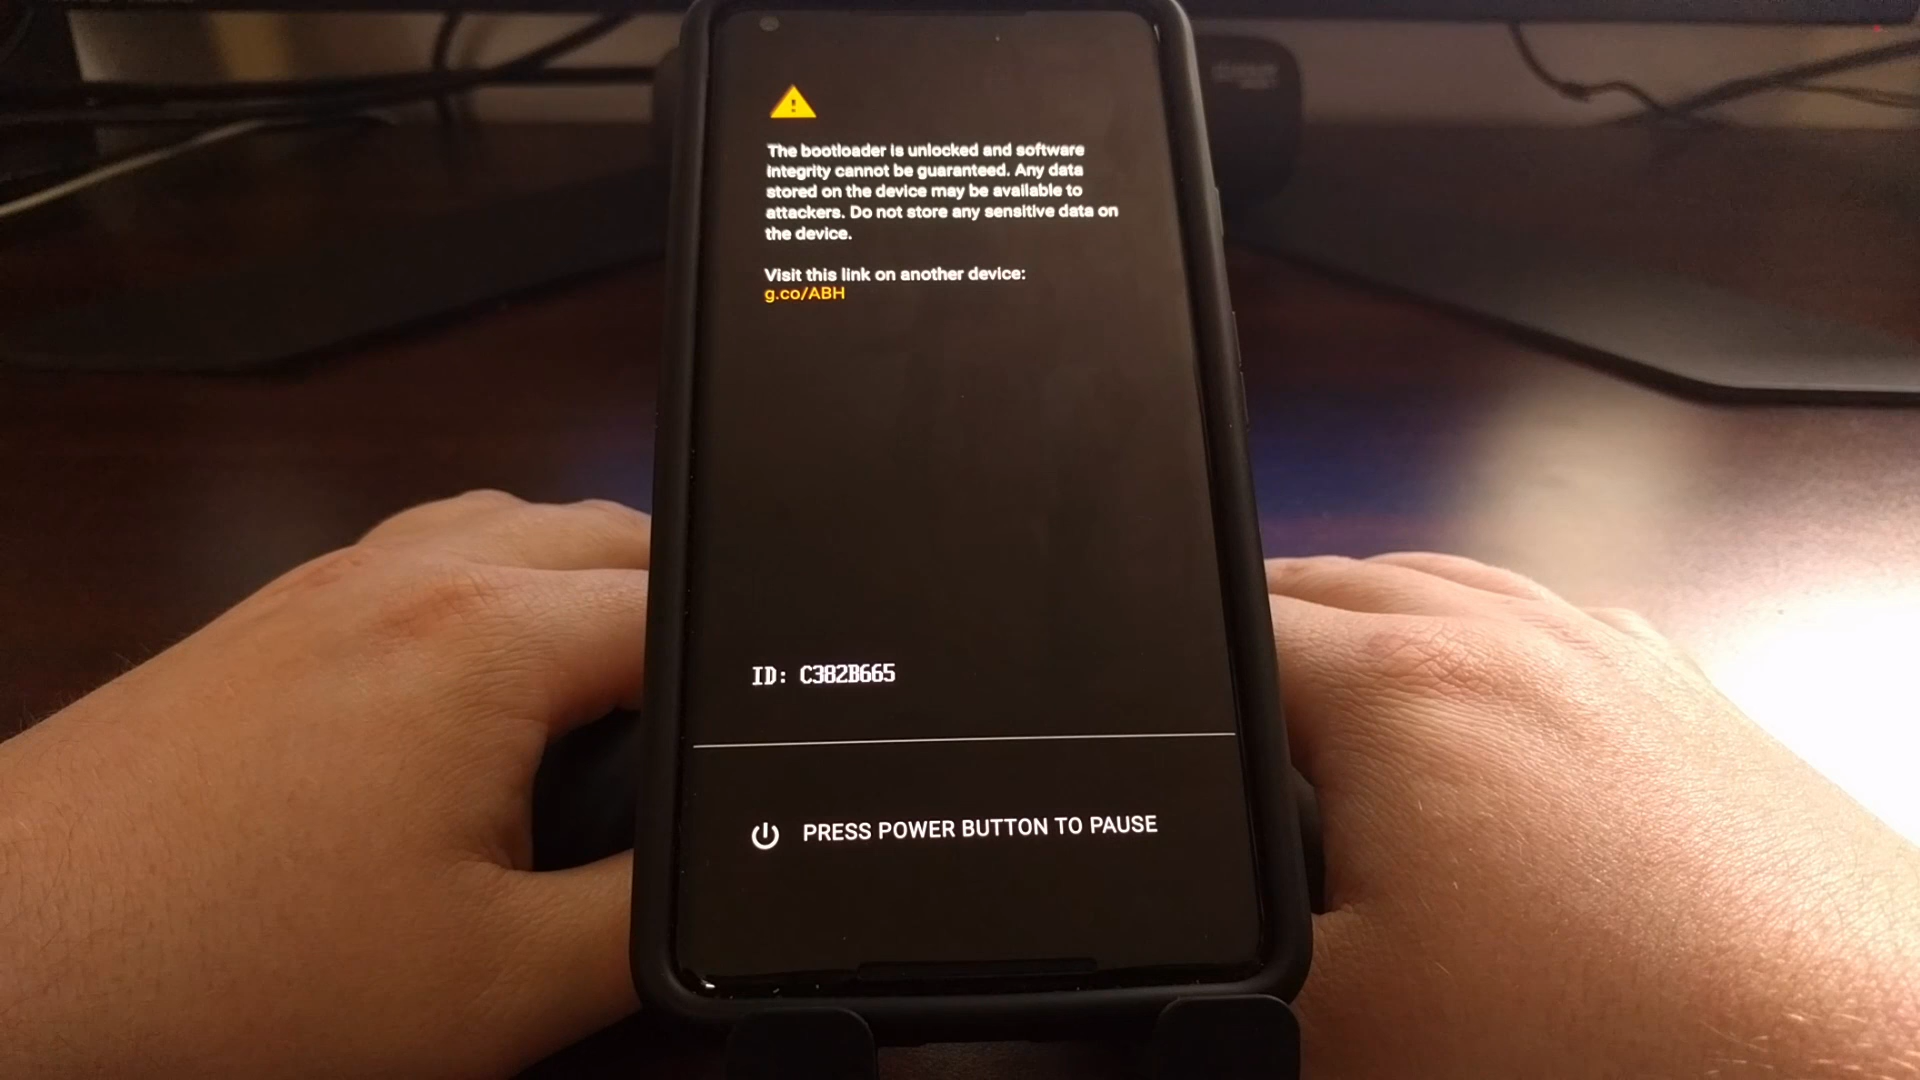 The bootloader is unlocked and software
integrity cannot be guaranteed. Any data
stored on the device may be available to
attackers. Do not store any sensitive data on
the device.
Visit this link on another device:
g.co/ABH
ID: C382B665
PRESS POWER BUTTON TO PAUSE